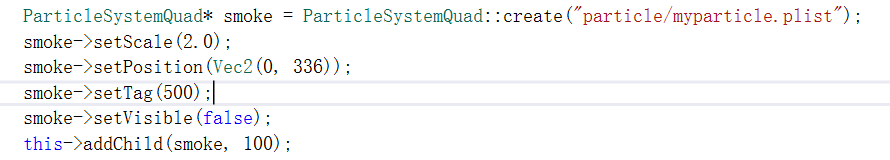 ParticleSystemQuad* smoke = ParticleSystemQuad::create("particle/myparticle.plist");
smoke->setScale(2.0);
smoke->setPosition(Vec2(0, 336));
smoke->setTag(500);
smoke->setVisible(false);
this->addChild(smoke, 100);